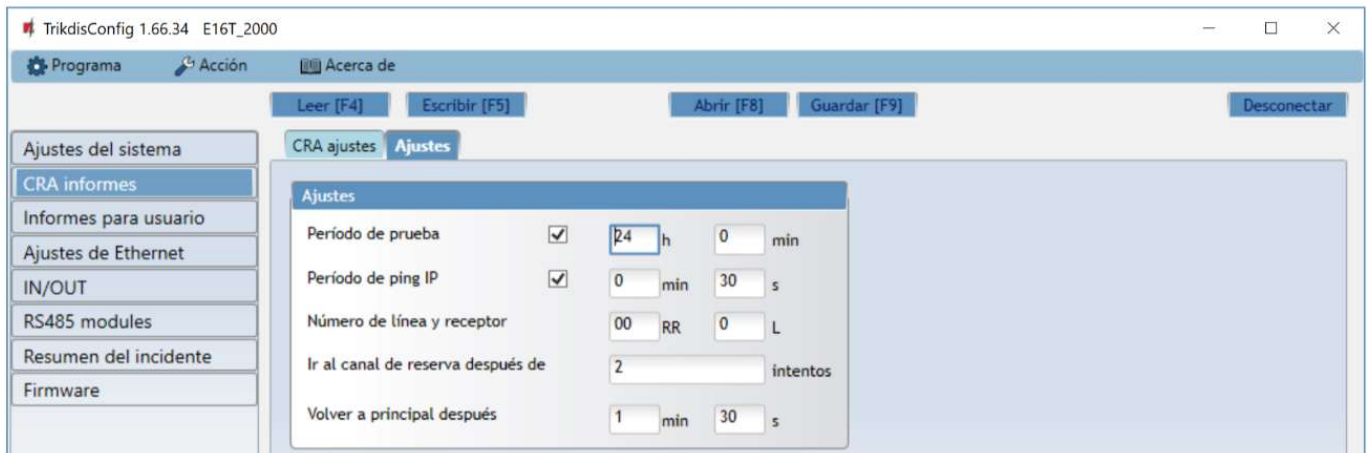 TrikdisConfig 1.66.34 E16T_2000
Programa Acción Acerca de
Leer [F4] Escribir [F5] Abrir [F8] Guardar [F9] Desconectar
Ajustes del sistema
CRA informes
Informes para usuario
Ajustes de Ethernet
IN/OUT
RS485 modules
Resumen del incidente
Firmware
CRA ajustes Ajustes
Ajustes
Período de prueba 24 h 0 min
Período de ping IP 0 min 30 s
Número de línea y receptor 00 RR 0 L
Ir al canal de reserva después de 2 intentos
Volver a principal después 1 min 30 s